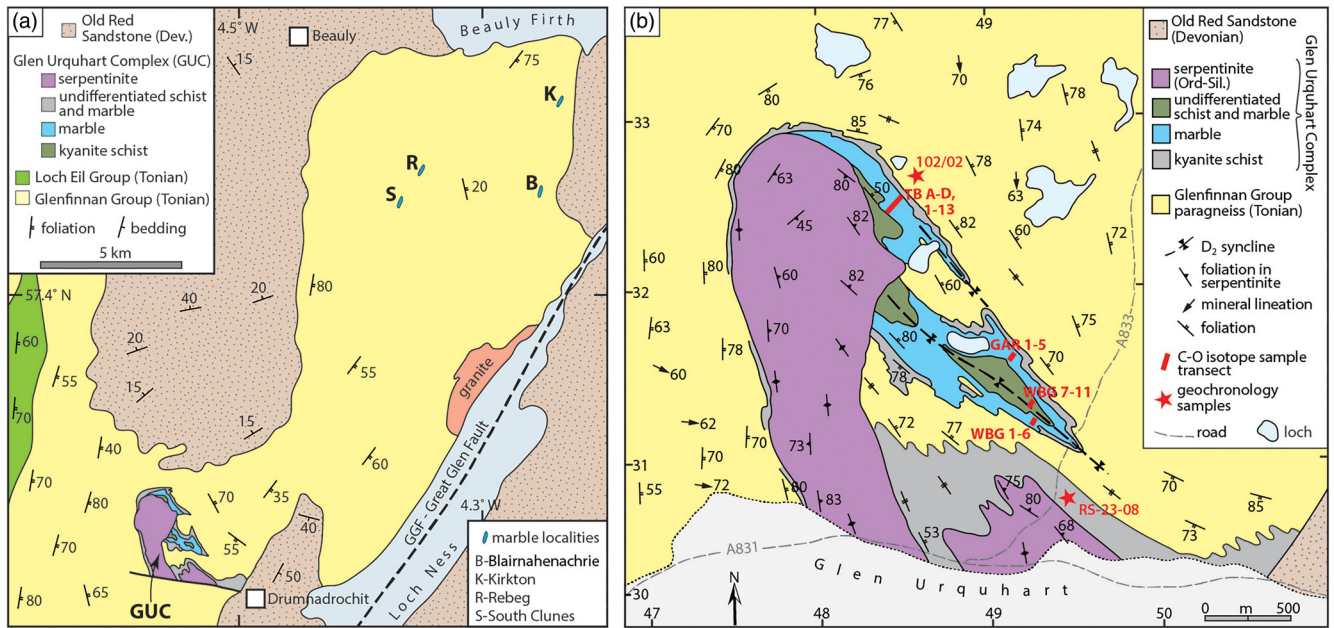 (a)
Old Red
Sandstone (Dev.)
Glen Urquhart Complex (GUC)
serpentinite
undifferentiated schist
and marble
marble
kyanite schist
Loch Eil Group (Tonian)
Glenfinnan Group (Tonian)
foliation
bedding
5 km
4.5° W
Beauly
Beauly Firth
15
75
K
R
S
B
20
57.4° N
80
40
20
20
15
15
60
55
70
55
granite
60
40
70
80
70
35
40
55
70
50
80
65
GUC
Drumnadrochit
GGF - Great Glen Fault
Loch Ness
4.3° W
marble localities
B-Blairnahenachrie
K-Kirkton
R-Rebeg
S-South Clunes
(b)
77
49
76
70
78
80
33
70
85
74
80
63
80
50
102/02
78
TB A-D,
1-13
63
45
82
82
60
72
60
80
60
82
60
32
63
70
80
75
78
GAR 1-5
70
60
78
WBG 7-11
62
72
77
WBG 1-6
70
73
70
31
55
72
80
83
75
80
70
85
RS-23-08
53
68
73
A831
A833
Glen Urquhart
30
47
48
49
50
N
0 m 500
Old Red Sandstone
(Devonian)
serpentinite
(Ord-Sil.)
undifferentiated
schist and marble
marble
kyanite schist
Glen Urquhart
Complex
Glenfinnan Group
paragneiss (Tonian)
D2 syncline
foliation in
serpentinite
mineral lineation
foliation
C-O isotope sample
transect
geochronology
samples
road
loch